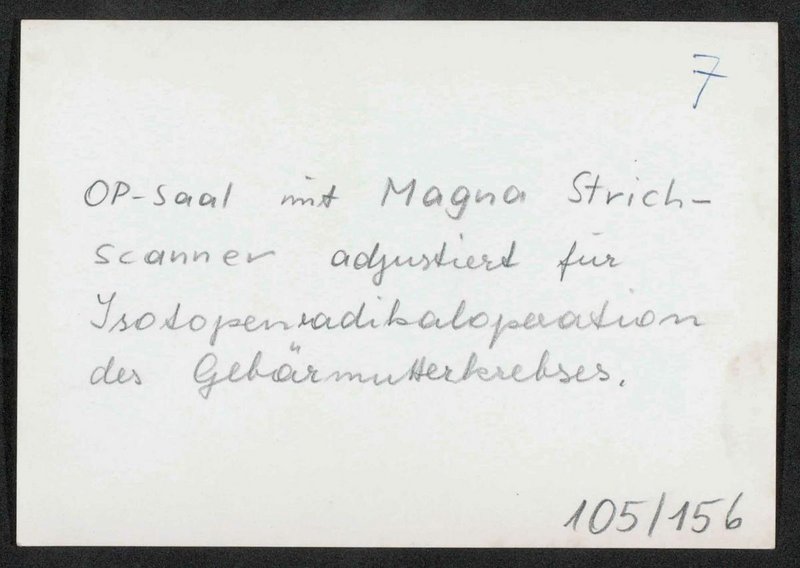 7
OP-Saal mit Magna Strich-
scanner adjustiert für
Isotopenradikaloperation
des Gebärmutterkrebses.
105/156